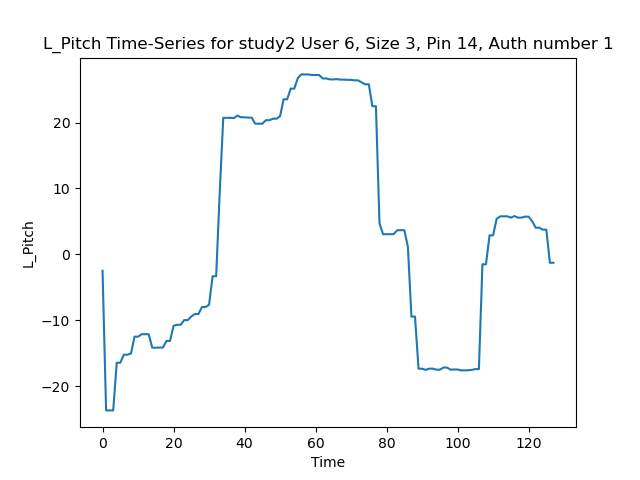 L_Pitch Time-Series for study2 User 6, Size 3, Pin 14, Auth number 1
20
10
0
−10
−20
L_Pitch
0 20 40 60 80 100 120
Time